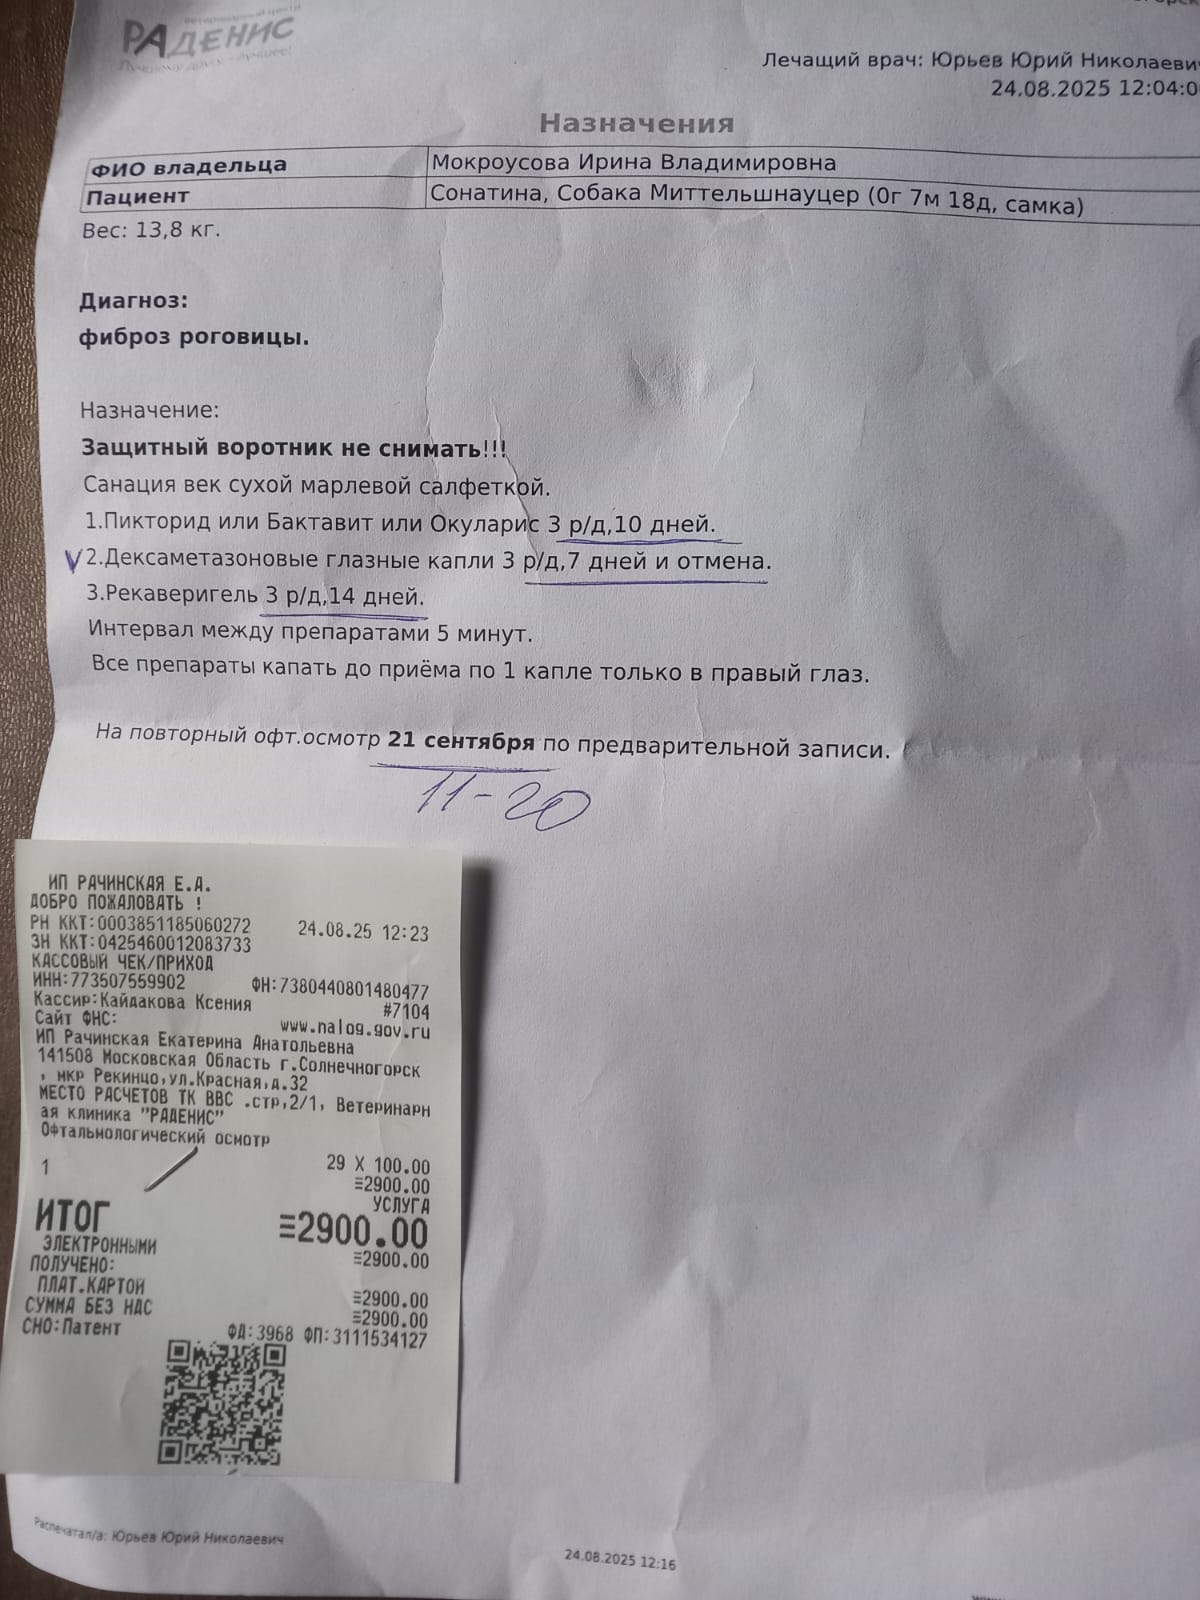 Ветеринарный центр
РАДЕНИС
Лучшему другу - лучшее!
Лечащий врач: Юрьев Юрий Николаевич
24.08.2025 12:04:0
Назначения
ФИО владельца Мокроусова Ирина Владимировна
Пациент Сонатина, Собака Миттельшнауцер (0г 7м 18д, самка)
Вес: 13,8 кг.
Диагноз:
фиброз роговицы.
Назначение:
Защитный воротник не снимать!!!
Санация век сухой марлевой салфеткой.
1.Пикторид или Бактавит или Окуларис 3 р/д,10 дней.
V 2.Дексаметазоновые глазные капли 3 р/д,7 дней и отмена.
3.Рекаверигель 3 р/д,14 дней.
Интервал между препаратами 5 минут.
Все препараты капать до приёма по 1 капле только в правый глаз.
На повторный офт.осмотр 21 сентября по предварительной записи.
11-20
ИП РАЧИНСКАЯ Е.А.
ДОБРО ПОЖАЛОВАТЬ !
РН ККТ:0003851185060272 24.08.25 12:23
ЗН ККТ:0425460012083733
КАССОВЫЙ ЧЕК/ПРИХОД
ИНН:773507559902 ФН:7380440801480477
Кассир:Кайдакова Ксения #7104
Сайт ФНС: www.nalog.gov.ru
ИП Рачинская Екатерина Анатольевна
141508 Московская Область г.Солнечногорск
, мкр Рекинцо,ул.Красная,д.32
МЕСТО РАСЧЕТОВ ТК ВВС .стр,2/1, Ветеринарн
ая клиника "РАДЕНИС"
Офтальмологический осмотр
29 X 100.00
1 ≡2900.00
УСЛУГА
ИТОГ ≡2900.00
ЭЛЕКТРОННЫМИ ≡2900.00
ПОЛУЧЕНО:
ПЛАТ.КАРТОЙ ≡2900.00
СУММА БЕЗ НДС ≡2900.00
СНО:Патент ФД:3968 ФП:3111534127
Распечатал/а: Юрьев Юрий Николаевич
24.08.2025 12:16